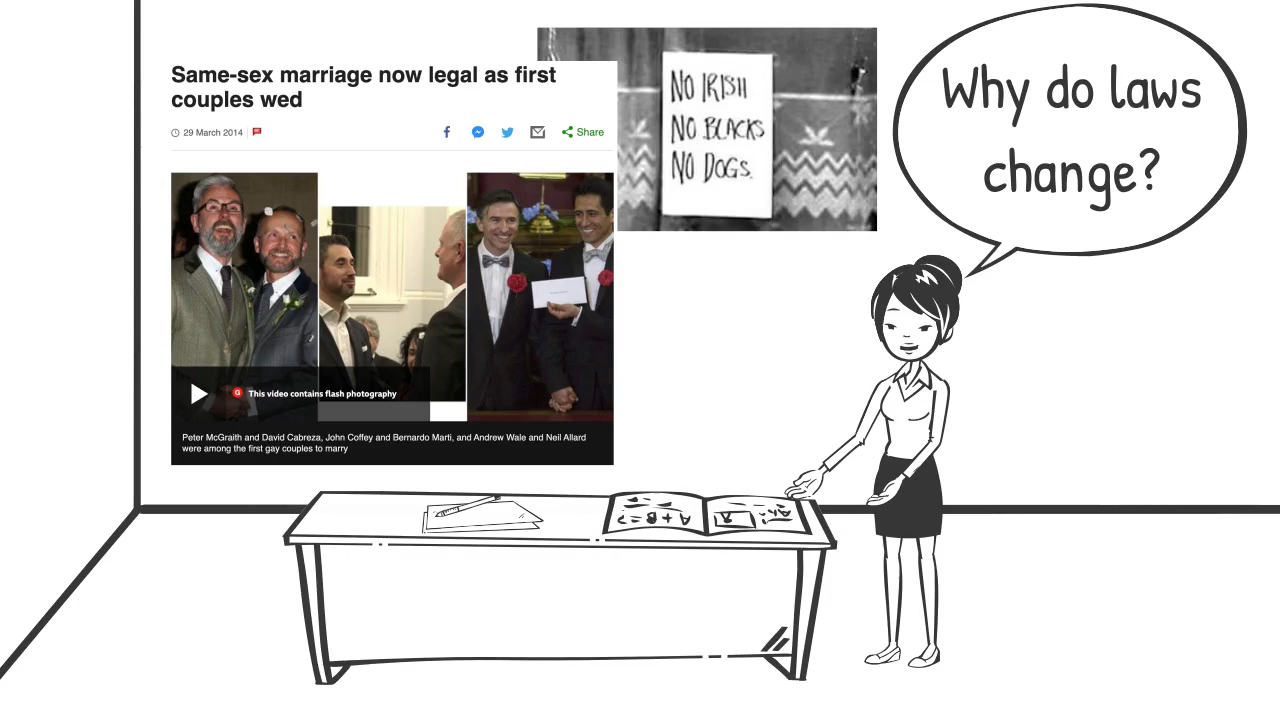 Same-sex marriage now legal as first
couples wed
29 March 2014
Share
This video contains flash photography
Peter McGraith and David Cabreza, John Coffey and Bernardo Marti, and Andrew Wale and Neil Allard
were among the first gay couples to marry
NO IRISH
NO BLACKS
NO DOGS.
Why do laws
change?
A+B=?
Ah!